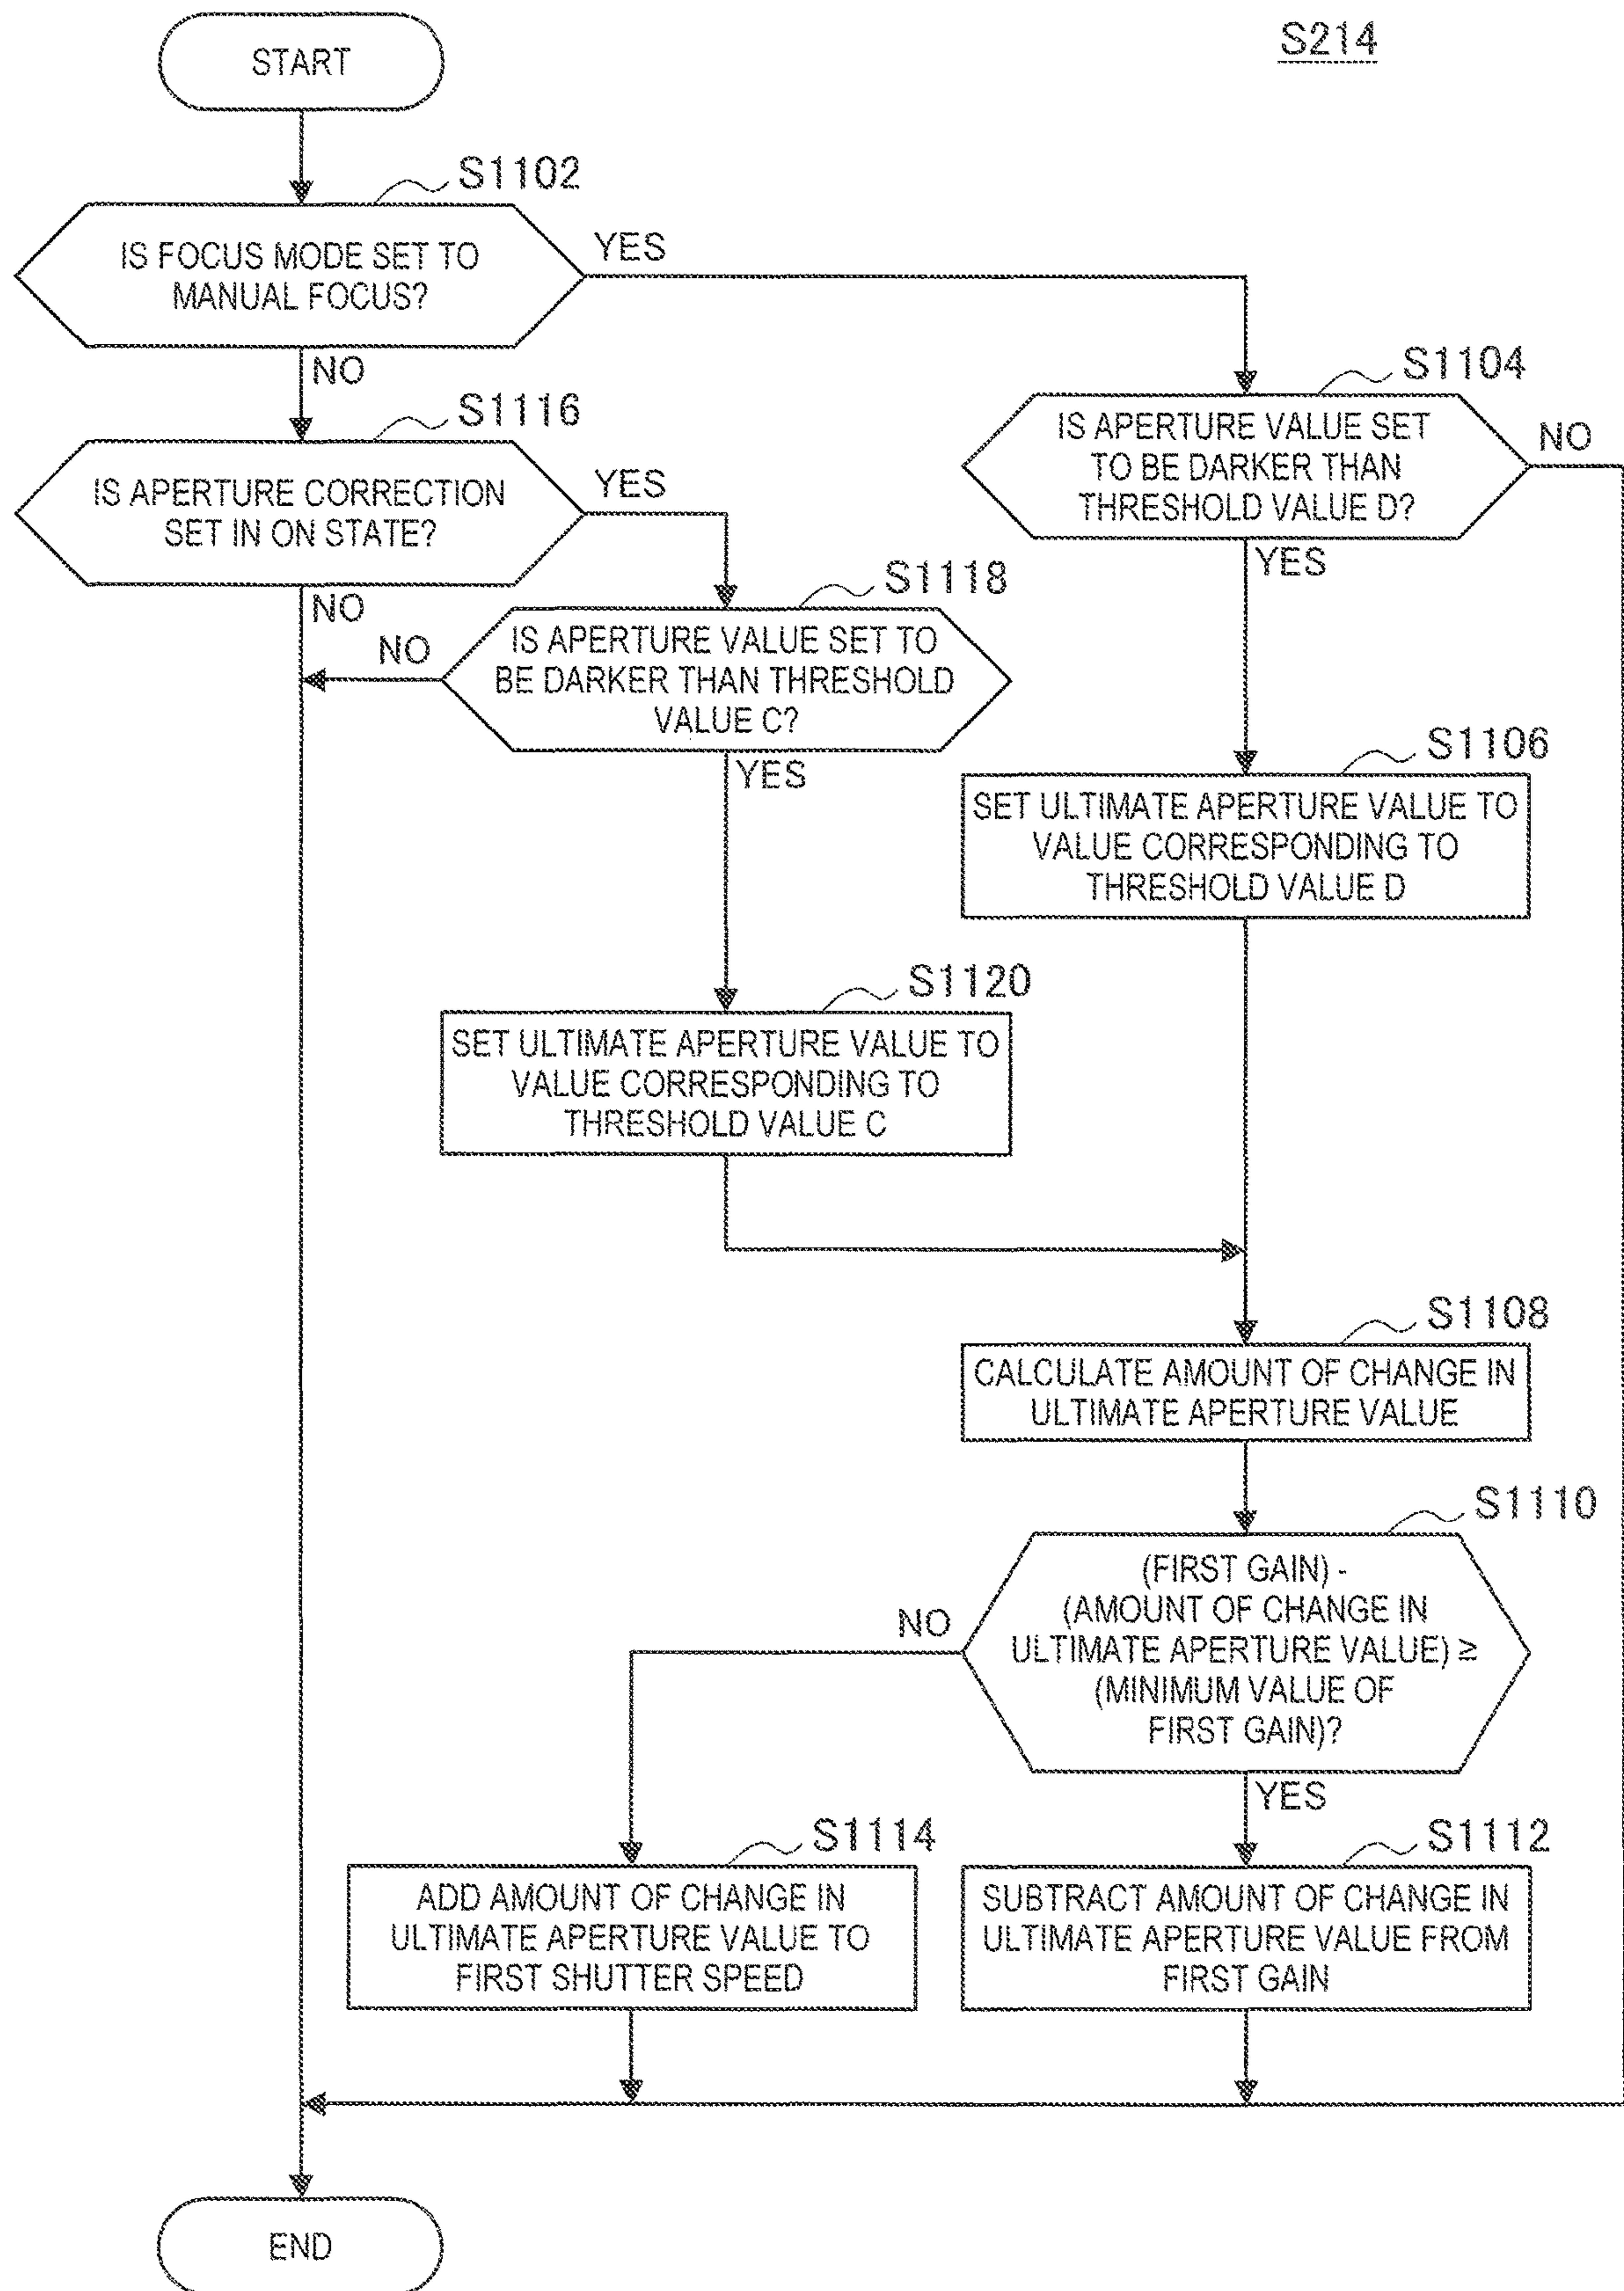 S214
START
S1102
IS FOCUS MODE SET TO
MANUAL FOCUS?
YES
NO
S1104
IS APERTURE VALUE SET
TO BE DARKER THAN
THRESHOLD VALUE D?
NO
YES
S1116
IS APERTURE CORRECTION
SET IN ON STATE?
YES
NO
S1118
IS APERTURE VALUE SET TO
BE DARKER THAN THRESHOLD
VALUE C?
NO
YES
S1106
SET ULTIMATE APERTURE VALUE TO
VALUE CORRESPONDING TO
THRESHOLD VALUE D
S1120
SET ULTIMATE APERTURE VALUE TO
VALUE CORRESPONDING TO
THRESHOLD VALUE C
S1108
CALCULATE AMOUNT OF CHANGE IN
ULTIMATE APERTURE VALUE
S1110
(FIRST GAIN) -
(AMOUNT OF CHANGE IN
ULTIMATE APERTURE VALUE) ≧
(MINIMUM VALUE OF
FIRST GAIN)?
NO
YES
S1114
ADD AMOUNT OF CHANGE IN
ULTIMATE APERTURE VALUE TO
FIRST SHUTTER SPEED
S1112
SUBTRACT AMOUNT OF CHANGE IN
ULTIMATE APERTURE VALUE FROM
FIRST GAIN
END